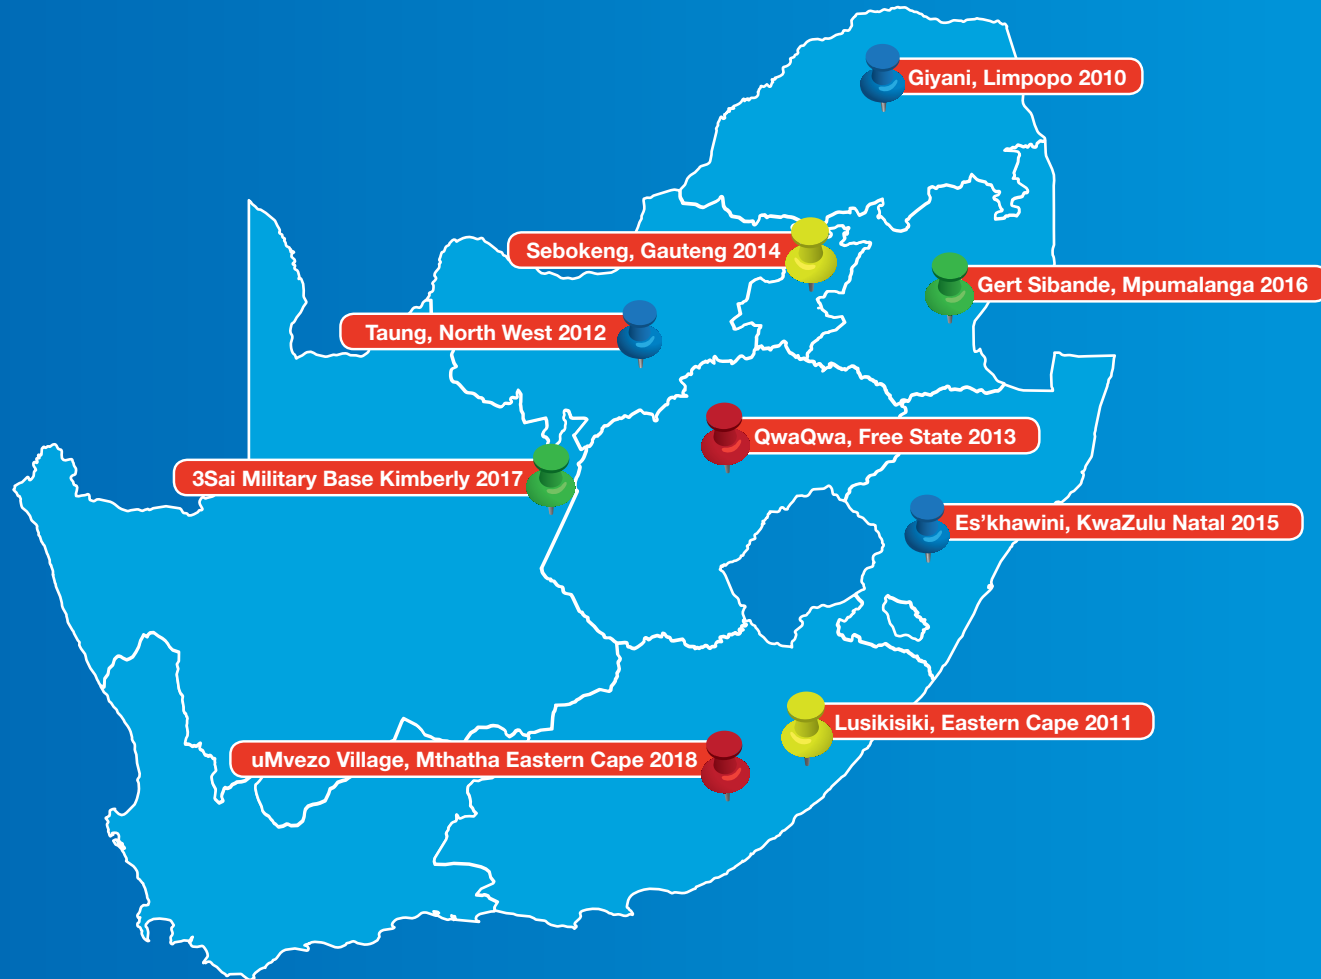 Giyani, Limpopo 2010
Sebokeng, Gauteng 2014
Gert Sibande, Mpumalanga 2016
Taung, North West 2012
QwaQwa, Free State 2013
3Sai Military Base Kimberly 2017
Es’khawini, KwaZulu Natal 2015
Lusikisiki, Eastern Cape 2011
uMvezo Village, Mthatha Eastern Cape 2018